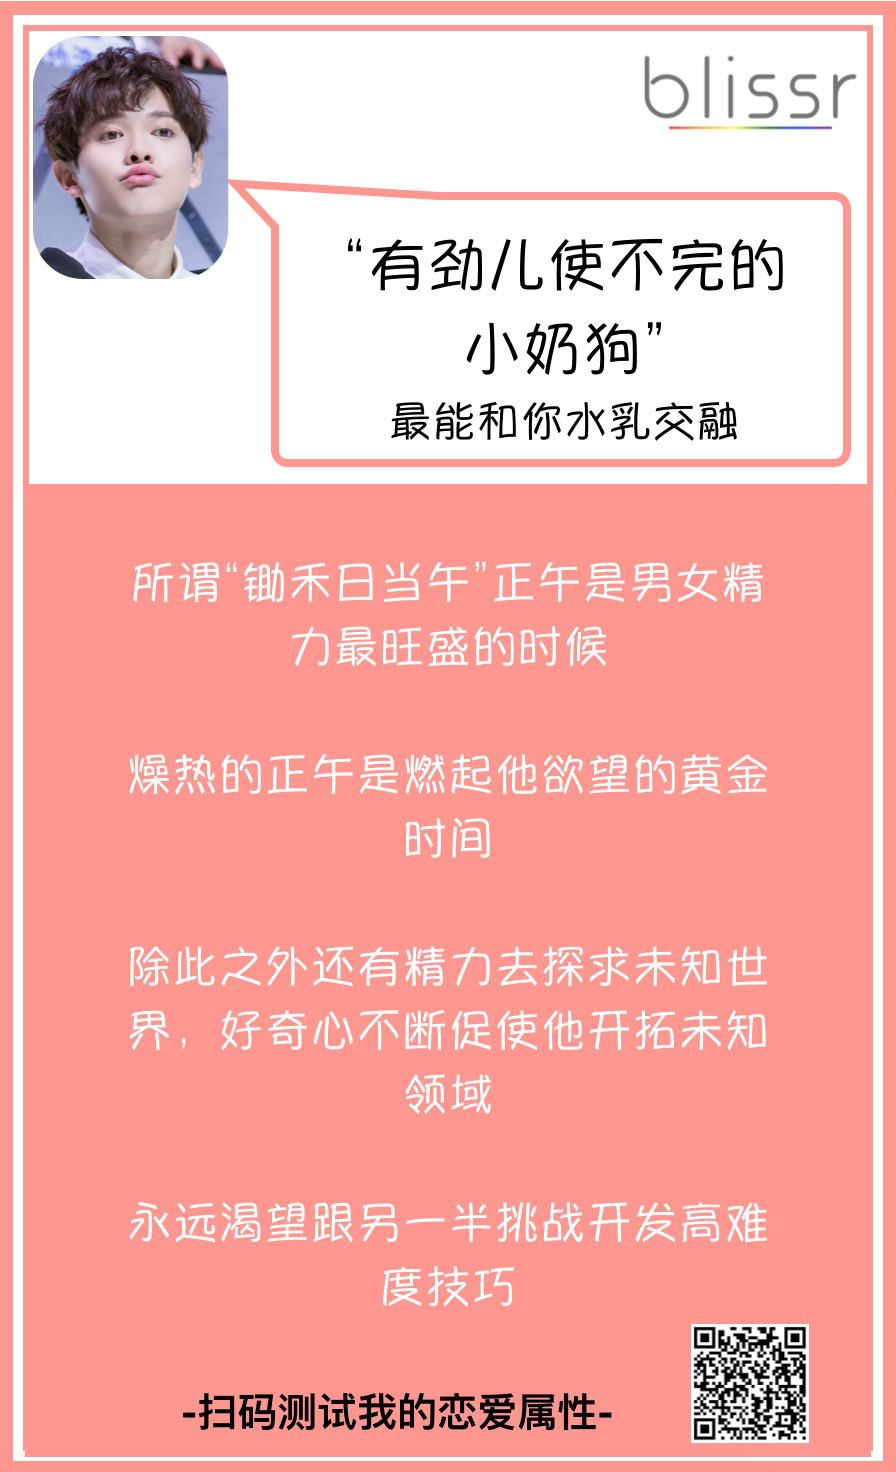 blissr
“有劲儿使不完的
小奶狗”
最能和你水乳交融
所谓“锄禾日当午”正午是男女精
力最旺盛的时候
燥热的正午是燃起他欲望的黄金
时间
除此之外还有精力去探求未知世
界，好奇心不断促使他开拓未知
领域
永远渴望跟另一半挑战开发高难
度技巧
-扫码测试我的恋爱属性-